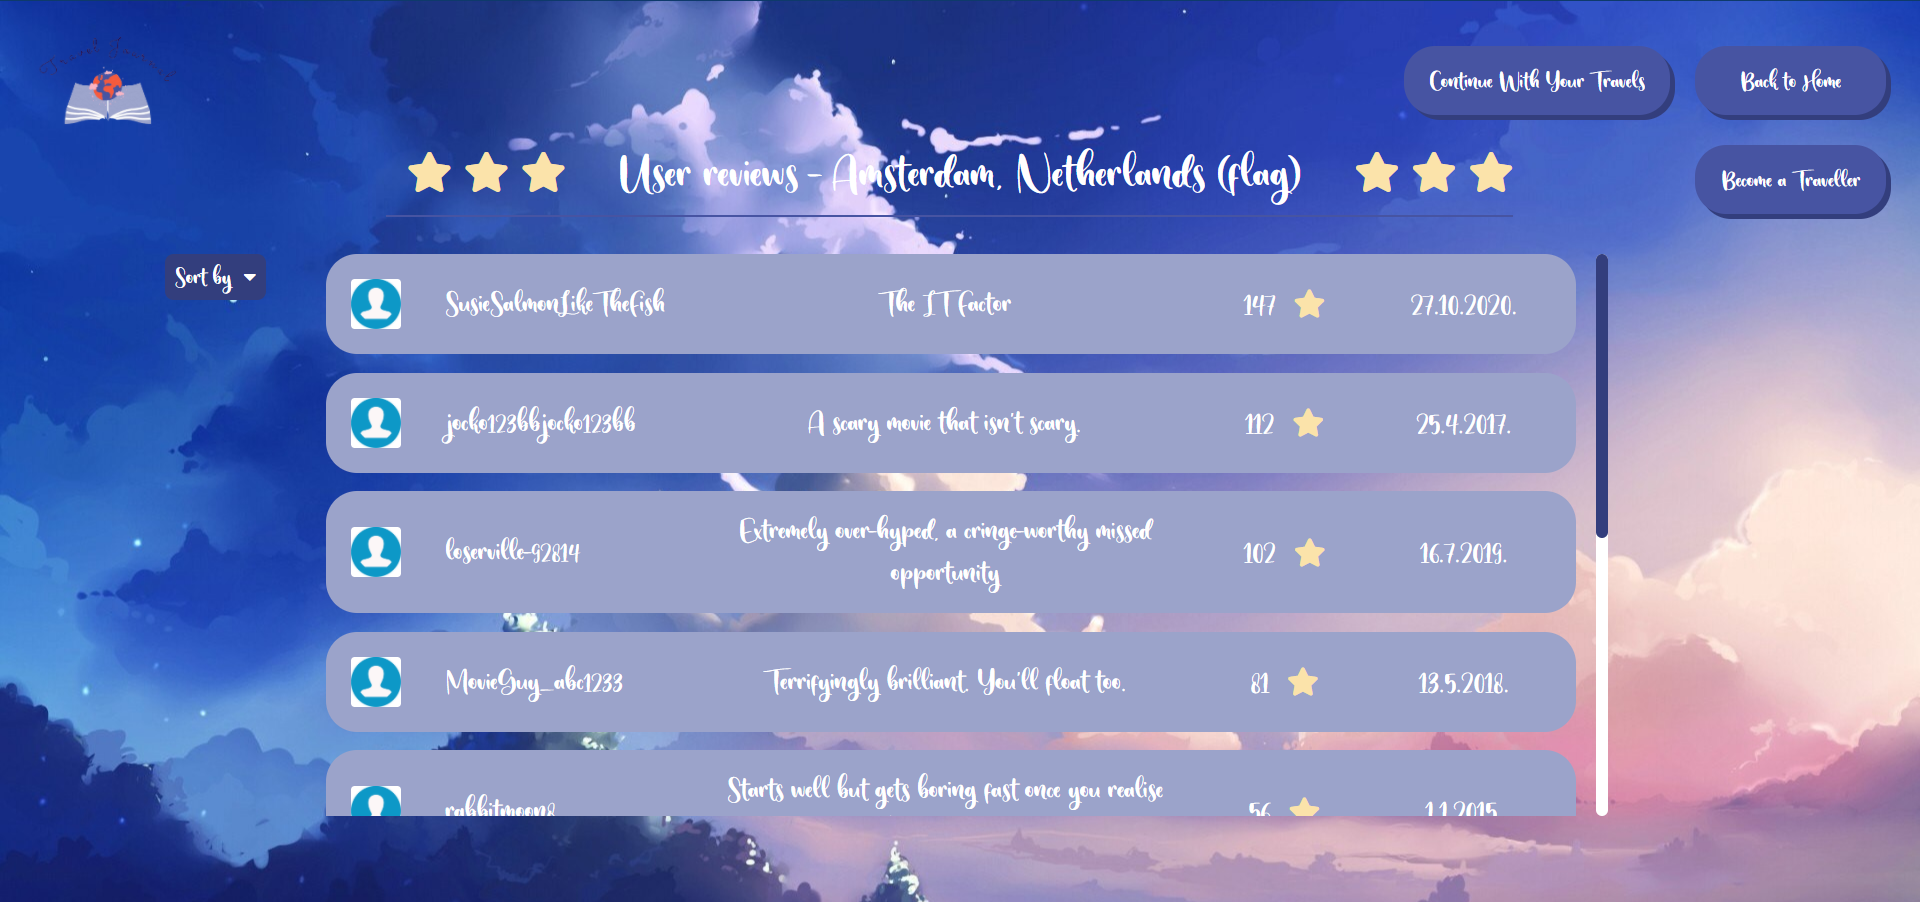 Travel Journal
Continue With Your Travels
Back to Home
User reviews - Amsterdam, Netherlands (flag)
Become a Traveller
Sort by
SusieSalmonLikeTheFish
The IT Factor
147
27.10.2020.
jocko123bbjocko123bb
A scary movie that isn't scary.
112
25.4.2017.
loserville-92814
Extremely over-hyped, a cringe-worthy missed
opportunity
102
16.7.2019.
MovieGuy_abc1233
Terrifyingly brilliant. You'll float too.
81
13.5.2018.
rabbitmoon8
Starts well but gets boring fast once you realise
56
1.1.2015.